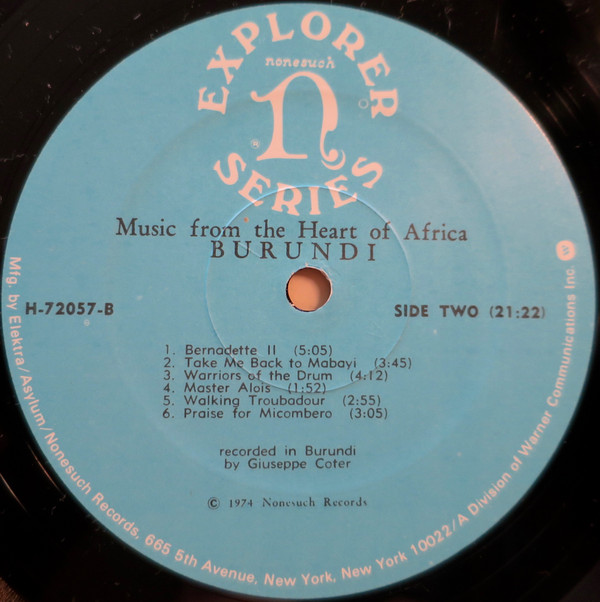 EXPLORER
nonesuch
n
SERIES
Music from the Heart of Africa
BURUNDI
H-72057-B
SIDE TWO (21:22)
1. Bernadette II (5:05)
2. Take Me Back to Mabayi (3:45)
3. Warriors of the Drum (4:12)
4. Master Alois (1:52)
5. Walking Troubadour (2:55)
6. Praise for Micombero (3:05)
recorded in Burundi
by Giuseppe Coter
© 1974 Nonesuch Records
Mfg. by Elektra/Asylum/Nonesuch Records, 665 5th Avenue, New York, New York 10022/A Division of Warner Communications Inc.